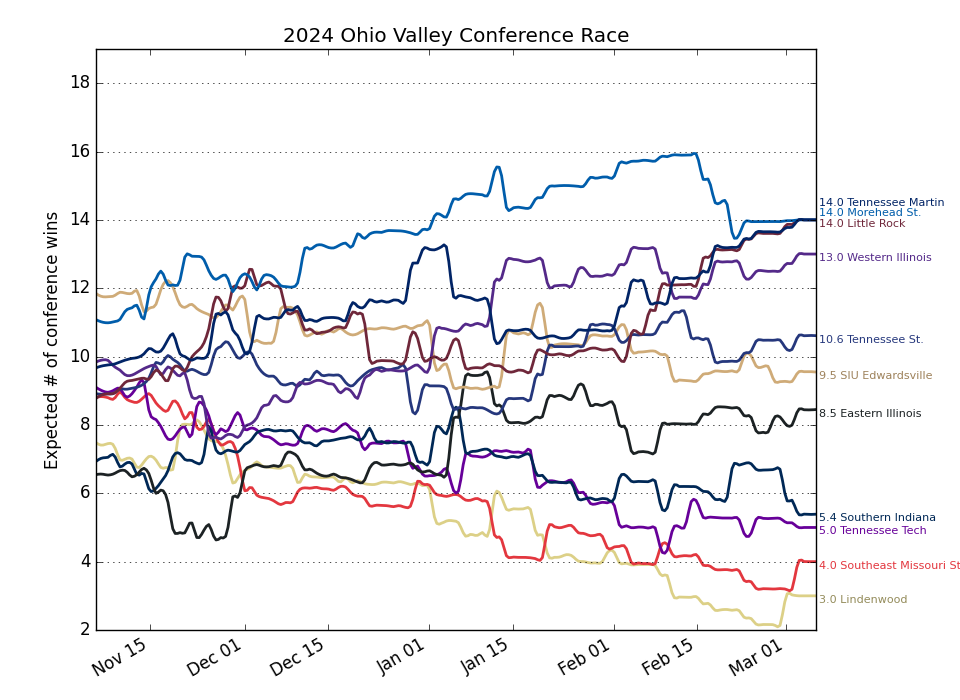 2024 Ohio Valley Conference Race
Expected # of conference wins
18
16
14
12
10
8
6
4
2
Nov 15
Dec 01
Dec 15
Jan 01
Jan 15
Feb 01
Feb 15
Mar 01
14.0 Tennessee Martin
14.0 Morehead St.
14.0 Little Rock
13.0 Western Illinois
10.6 Tennessee St.
9.5 SIU Edwardsville
8.5 Eastern Illinois
5.4 Southern Indiana
5.0 Tennessee Tech
4.0 Southeast Missouri St
3.0 Lindenwood